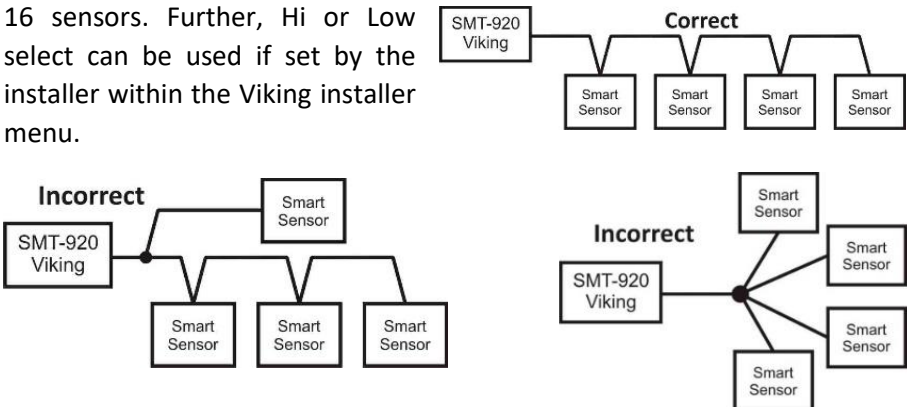 16 sensors. Further, Hi or Low
select can be used if set by the
installer within the Viking installer
menu.
SMT-920
Viking
Correct
Smart
Sensor
Smart
Sensor
Smart
Sensor
Smart
Sensor
Incorrect
SMT-920
Viking
Smart
Sensor
Smart
Sensor
Smart
Sensor
Smart
Sensor
Incorrect
SMT-920
Viking
Smart
Sensor
Smart
Sensor
Smart
Sensor
Smart
Sensor